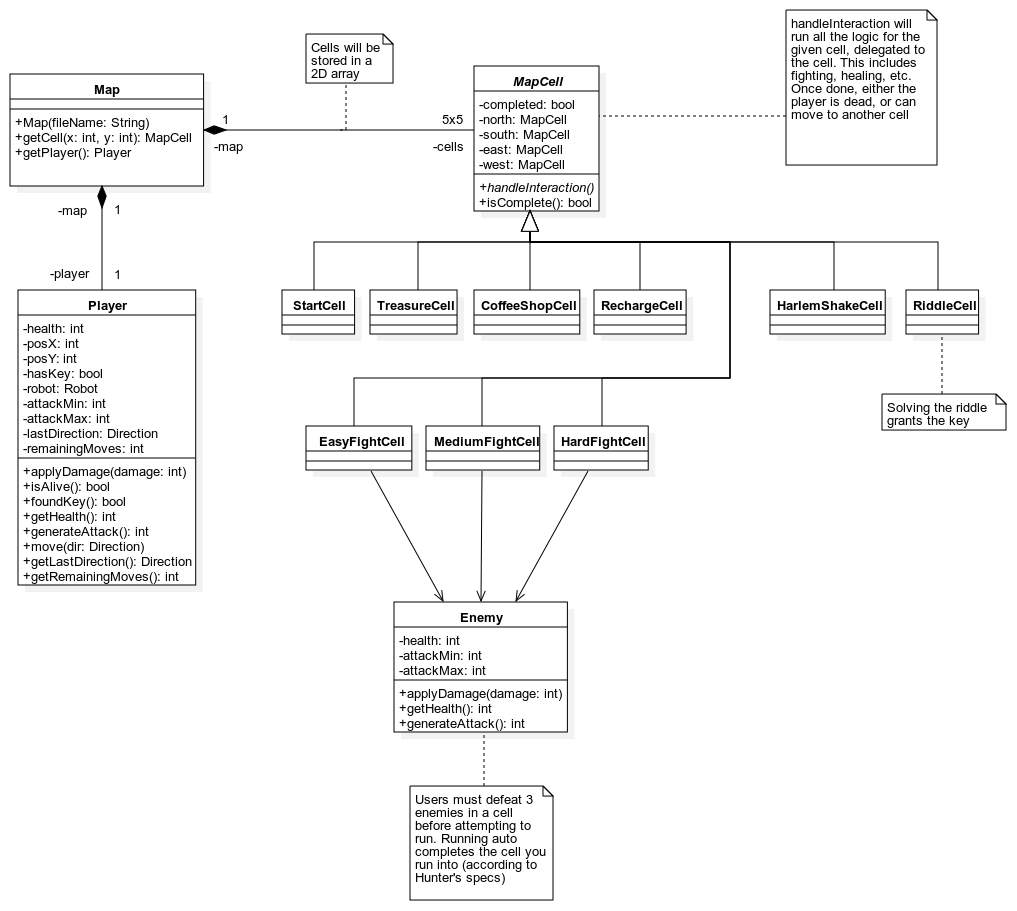 handleInteraction will
run all the logic for the
given cell, delegated to
the cell. This includes
fighting, healing, etc.
Once done, either the
player is dead, or can
move to another cell
Cells will be
stored in a
2D array
Map
+Map(fileName: String)
+getCell(x: int, y: int): MapCell
+getPlayer(): Player
1
-map
5x5
-cells
MapCell
-completed: bool
-north: MapCell
-south: MapCell
-east: MapCell
-west: MapCell
+handleInteraction()
+isComplete(): bool
-map
1
-player
1
Player
-health: int
-posX: int
-posY: int
-hasKey: bool
-robot: Robot
-attackMin: int
-attackMax: int
-lastDirection: Direction
-remainingMoves: int
+applyDamage(damage: int)
+isAlive(): bool
+foundKey(): bool
+getHealth(): int
+generateAttack(): int
+move(dir: Direction)
+getLastDirection(): Direction
+getRemainingMoves(): int
StartCell
TreasureCell
CoffeeShopCell
RechargeCell
HarlemShakeCell
RiddleCell
Solving the riddle
grants the key
EasyFightCell
MediumFightCell
HardFightCell
Enemy
-health: int
-attackMin: int
-attackMax: int
+applyDamage(damage: int)
+getHealth(): int
+generateAttack(): int
Users must defeat 3
enemies in a cell
before attempting to
run. Running auto
completes the cell you
run into (according to
Hunter's specs)